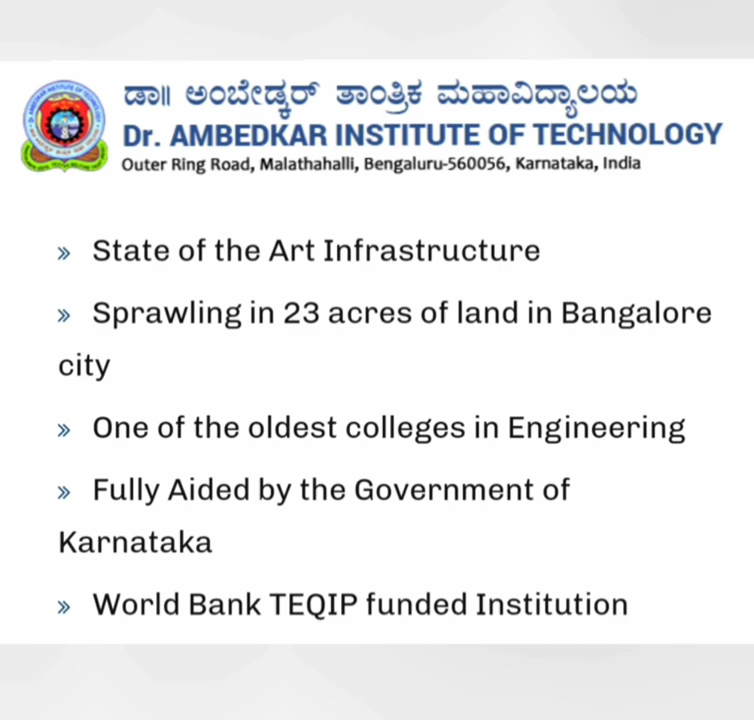 ಡಾ॥ ಅಂಬೇಡ್ಕರ್ ತಾಂತ್ರಿಕ ಮಹಾವಿದ್ಯಾಲಯ
Dr. AMBEDKAR INSTITUTE OF TECHNOLOGY
Outer Ring Road, Malathahalli, Bengaluru-560056, Karnataka, India
» State of the Art Infrastructure
» Sprawling in 23 acres of land in Bangalore
city
» One of the oldest colleges in Engineering
» Fully Aided by the Government of
Karnataka
» World Bank TEQIP funded Institution